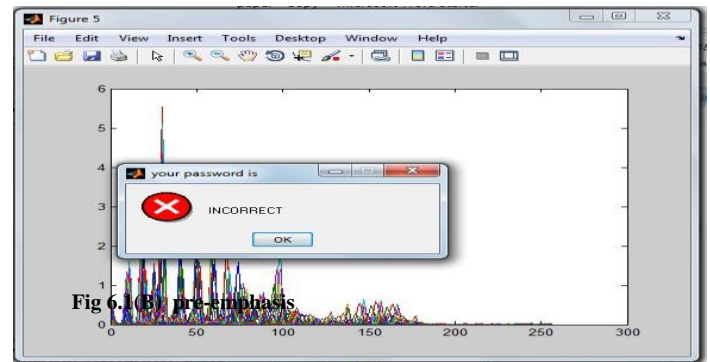 Figure 5
File Edit View Insert Tools Desktop Window Help
6
5
4
your password is
3
INCORRECT
OK
2
1
Fig 6.1(B) pre-emphasis
0
0 50 100 150 200 250 300